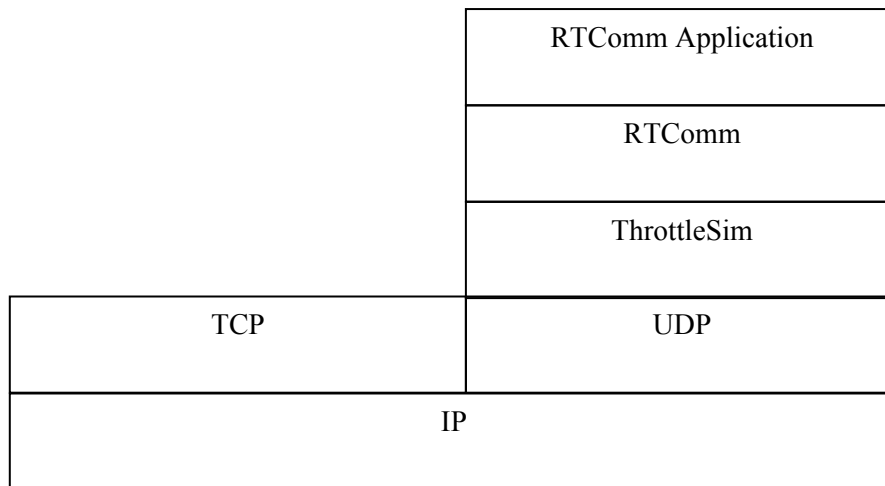 RTComm Application
RTComm
ThrottleSim
TCP
UDP
IP